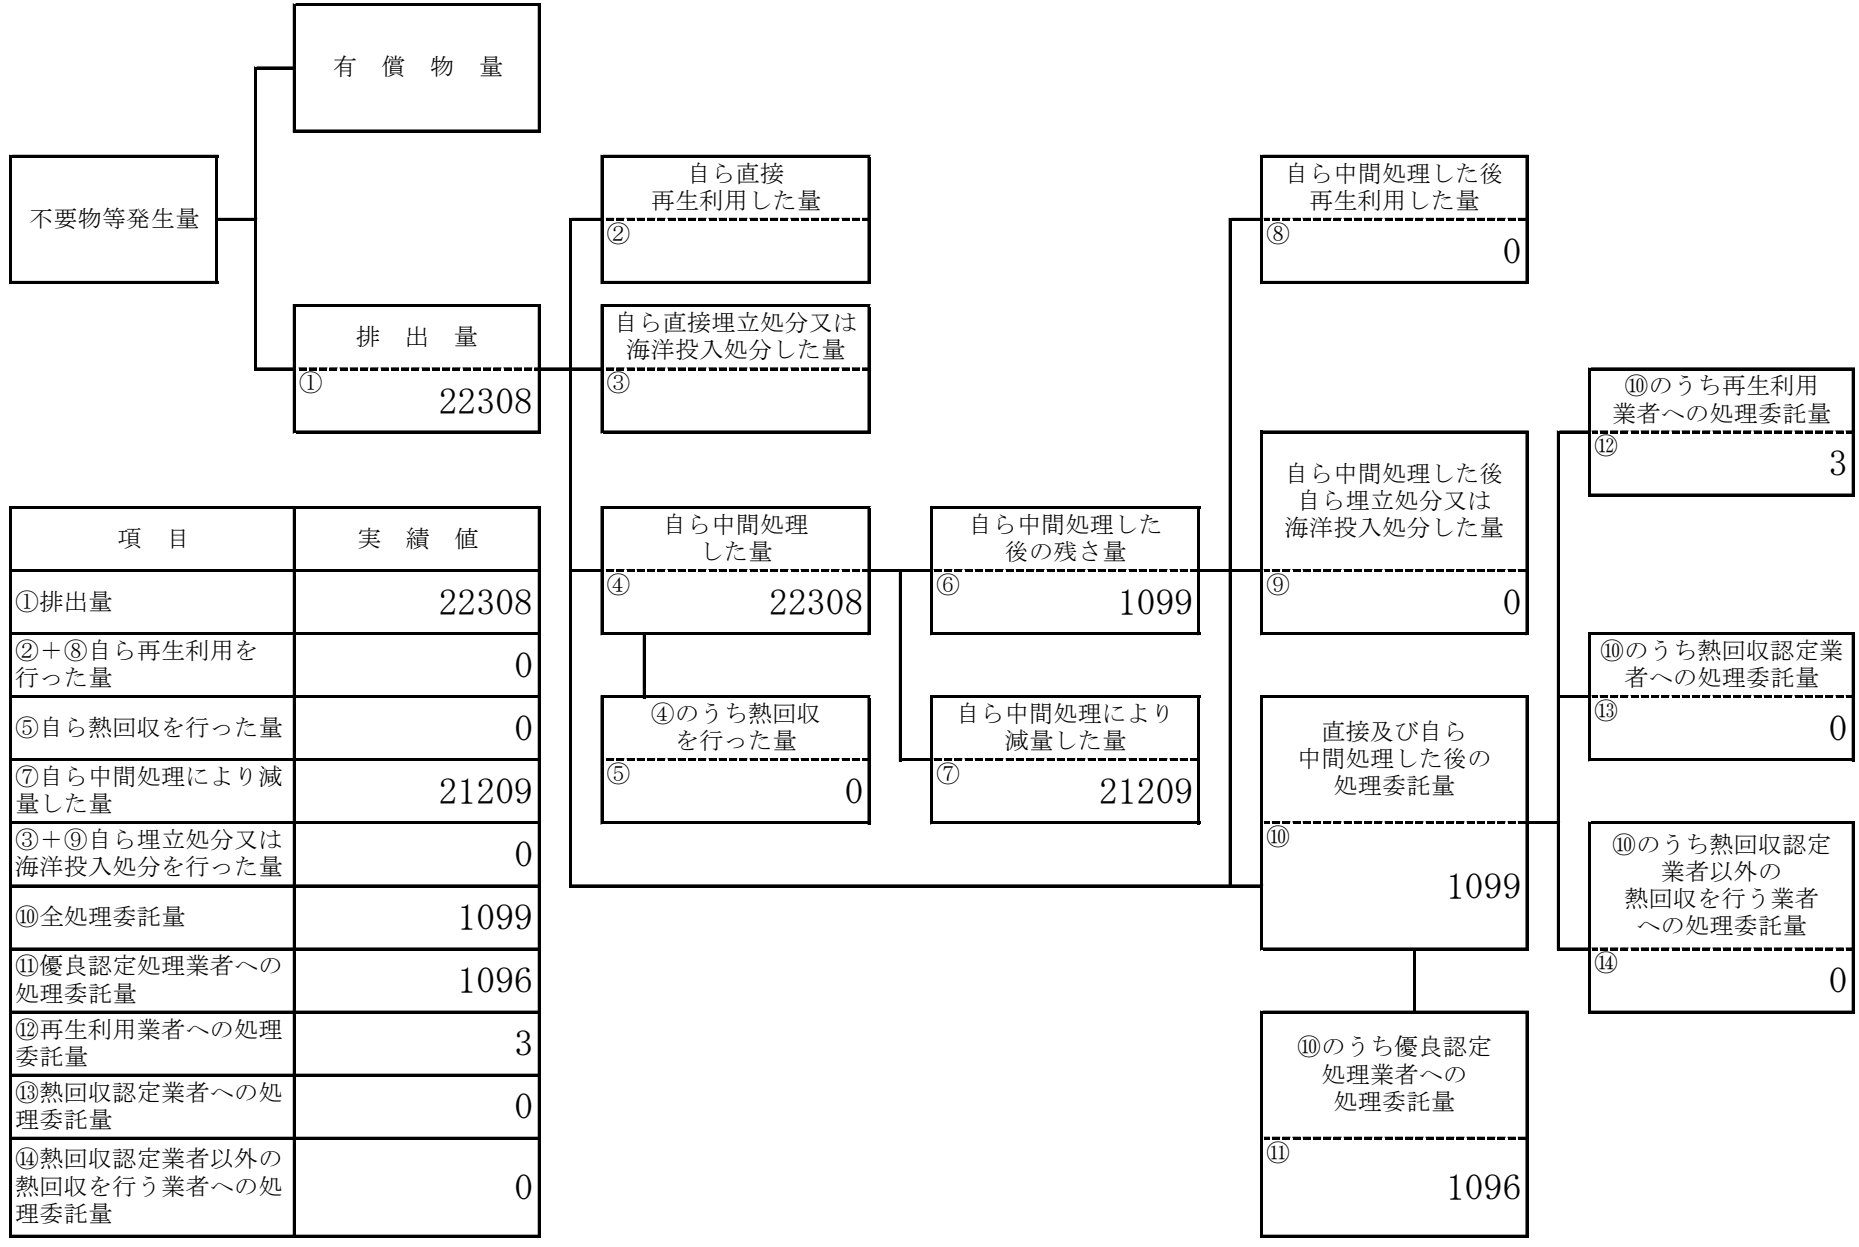 有 償 物 量
不要物等発生量
排 出 量
①
22308
自ら直接
再生利用した量
②
自ら直接埋立処分又は
海洋投入処分した量
③
自ら中間処理
した量
④
22308
④のうち熱回収
を行った量
⑤
0
自ら中間処理した
後の残さ量
⑥
1099
自ら中間処理により
減量した量
⑦
21209
自ら中間処理した後
再生利用した量
⑧
0
自ら中間処理した後
自ら埋立処分又は
海洋投入処分した量
⑨
0
直接及び自ら
中間処理した後の
処理委託量
⑩
1099
⑩のうち優良認定
処理業者への
処理委託量
⑪
1096
⑩のうち再生利用
業者への処理委託量
⑫
3
⑩のうち熱回収認定業
者への処理委託量
⑬
0
⑩のうち熱回収認定
業者以外の
熱回収を行う業者
への処理委託量
⑭
0
項 目 実 績 値
①排出量 22308
②＋⑧自ら再生利用を
行った量 0
⑤自ら熱回収を行った量 0
⑦自ら中間処理により減
量した量 21209
③＋⑨自ら埋立処分又は
海洋投入処分を行った量 0
⑩全処理委託量 1099
⑪優良認定処理業者への
処理委託量 1096
⑫再生利用業者への処理
委託量 3
⑬熱回収認定業者への処
理委託量 0
⑭熱回収認定業者以外の
熱回収を行う業者への処
理委託量 0